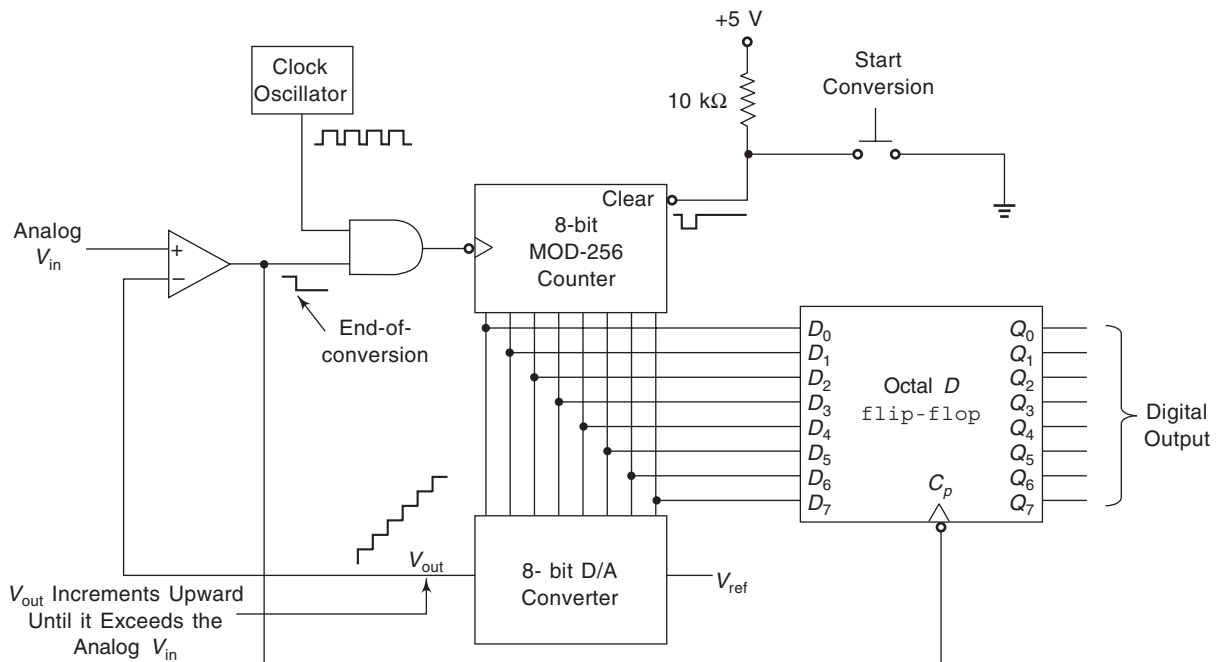 +5 V
Clock
Oscillator
Start
Conversion
10 kΩ
Clear
8-bit
MOD-256
Counter
Analog
V_in
+
−
End-of-
conversion
D_0 Q_0
D_1 Q_1
D_2 Octal D Q_2
D_3 flip-flop Q_3
D_4 Q_4
D_5 Q_5
D_6 C_p Q_6
D_7 Q_7
Digital
Output
V_out
8- bit D/A
Converter
V_ref
V_out Increments Upward
Until it Exceeds the
Analog V_in